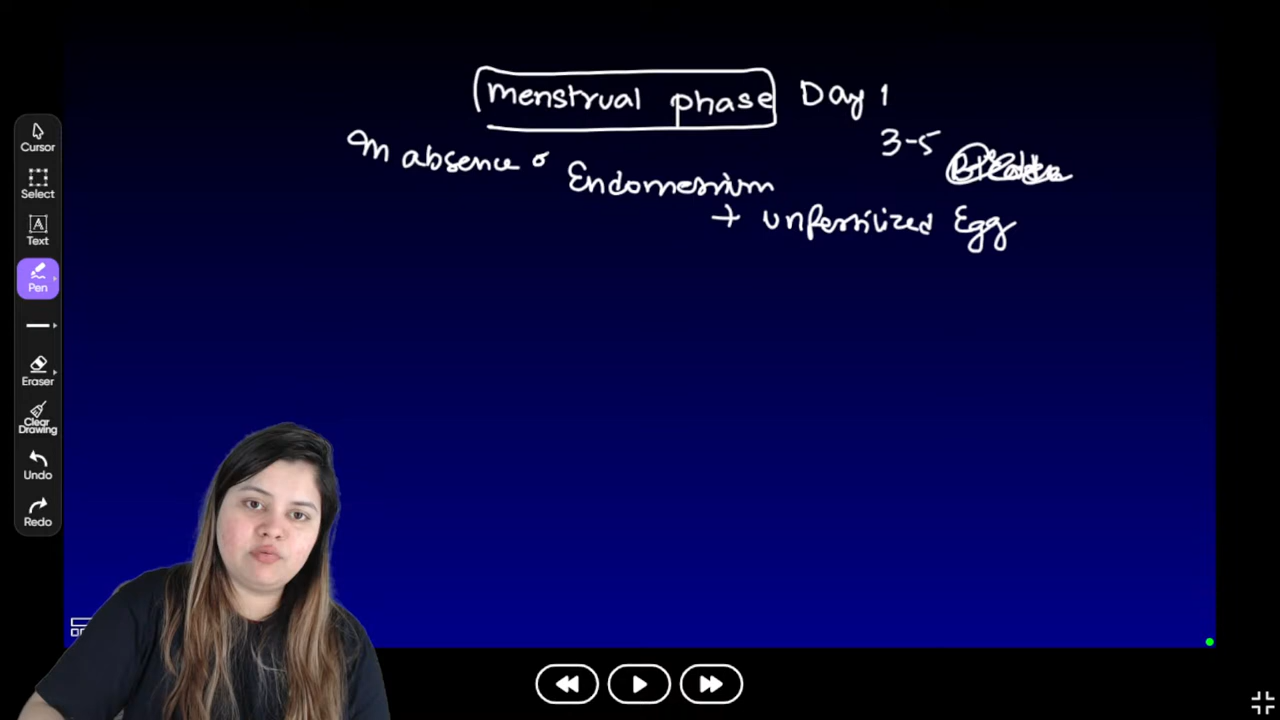 menstrual phase Day 1
3-5
In absence o
Endometrium
+ unfertilized Egg
Cursor
Select
Text
Pen
Eraser
Clear
Drawing
Undo
Redo